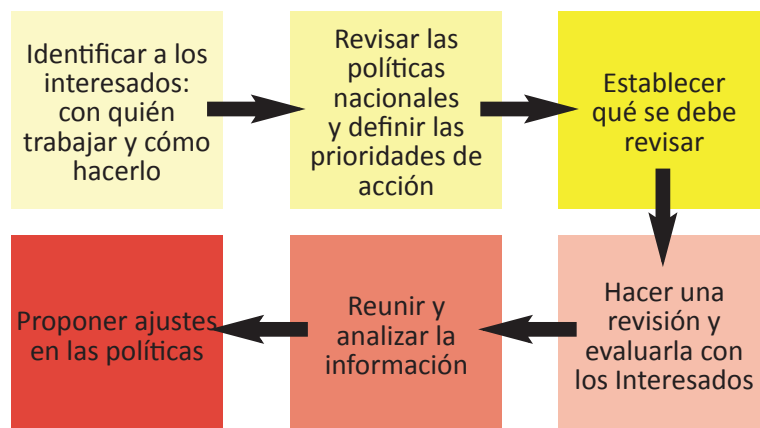 Identificar a los
interesados:
con quién
trabajar y cómo
hacerlo
Revisar las
políticas
nacionales
y definir las
prioridades de
acción
Establecer
qué se debe
revisar
Hacer una
revisión y
evaluarla con
los Interesados
Reunir y
analizar la
información
Proponer ajustes
en las políticas